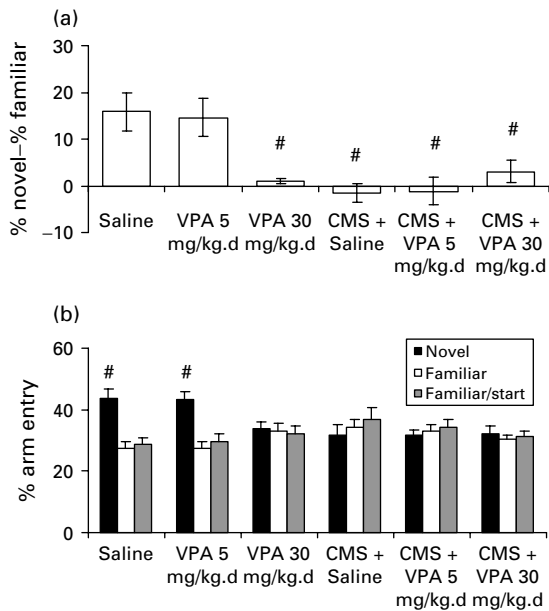 (a)
% novel–% familiar
30
20
10
0
−10
#
#
#
#
Saline
VPA 5
mg/kg.d
VPA 30
mg/kg.d
CMS +
Saline
CMS +
VPA 5
mg/kg.d
CMS +
VPA 30
mg/kg.d
(b)
% arm entry
60
40
20
0
#
#
Novel
Familiar
Familiar/start
Saline
VPA 5
mg/kg.d
VPA 30
mg/kg.d
CMS +
Saline
CMS +
VPA 5
mg/kg.d
CMS +
VPA 30
mg/kg.d